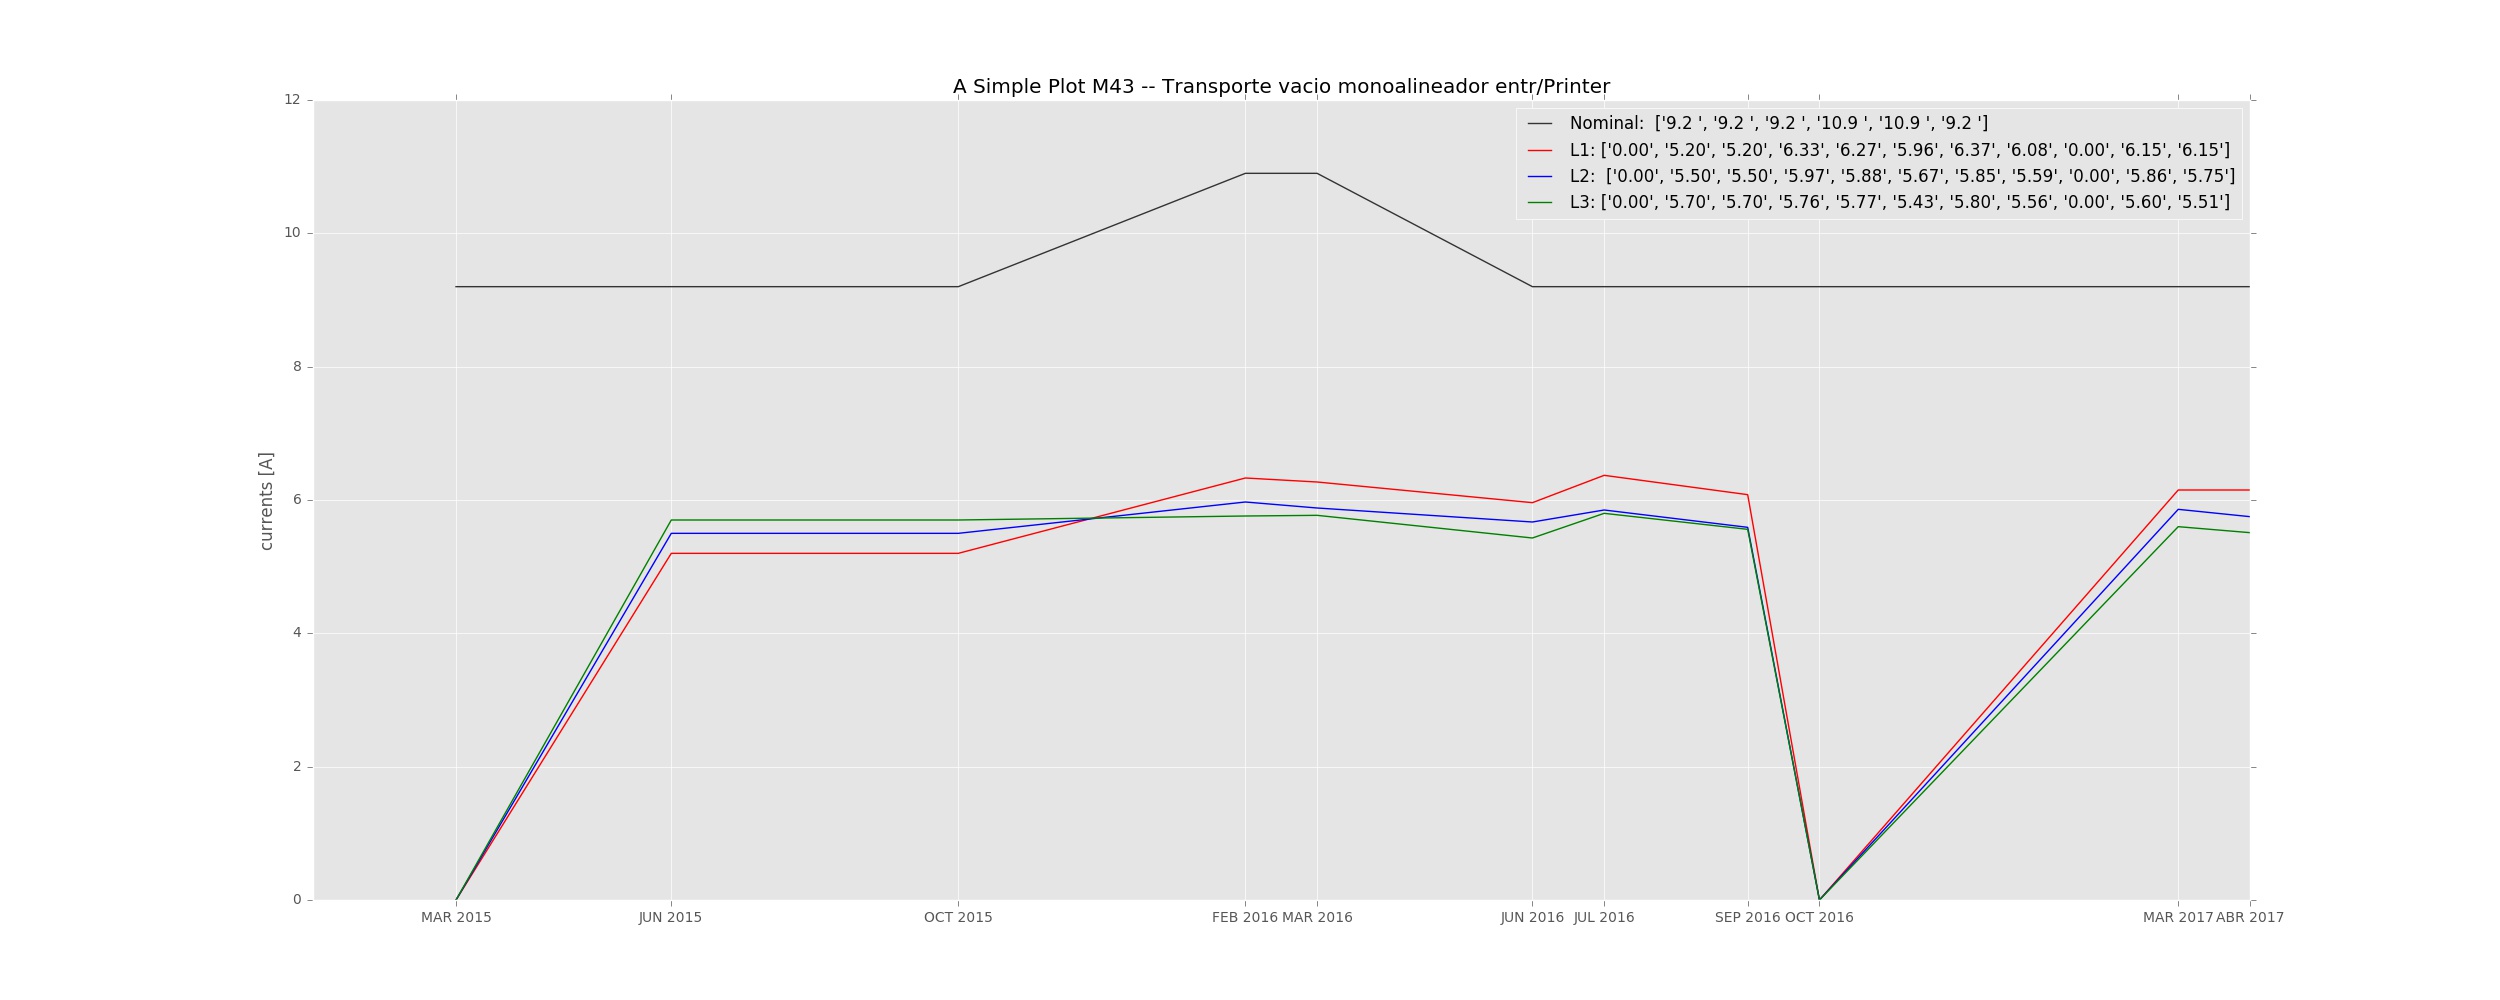 A Simple Plot M43 -- Transporte vacio monoalineador entr/Printer
Nominal:  ['9.2 ', '9.2 ', '9.2 ', '10.9 ', '10.9 ', '9.2 ']
L1: ['0.00', '5.20', '5.20', '6.33', '6.27', '5.96', '6.37', '6.08', '0.00', '6.15', '6.15']
L2:  ['0.00', '5.50', '5.50', '5.97', '5.88', '5.67', '5.85', '5.59', '0.00', '5.86', '5.75']
L3: ['0.00', '5.70', '5.70', '5.76', '5.77', '5.43', '5.80', '5.56', '0.00', '5.60', '5.51']
currents [A]
12
10
8
6
4
2
0
MAR 2015 JUN 2015 OCT 2015 FEB 2016 MAR 2016 JUN 2016 JUL 2016 SEP 2016 OCT 2016 MAR 2017 ABR 2017